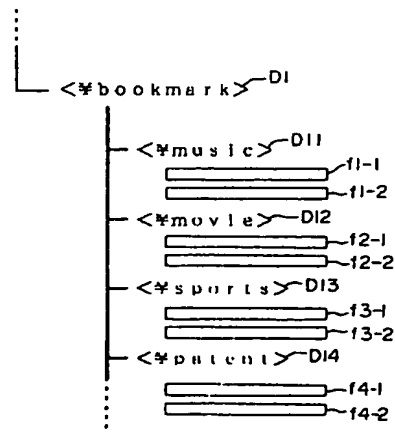 <¥bookmark> D1
<¥music> D11
f1-1
f1-2
<¥movie> D12
f2-1
f2-2
<¥sports> D13
f3-1
f3-2
<¥patent> D14
f4-1
f4-2